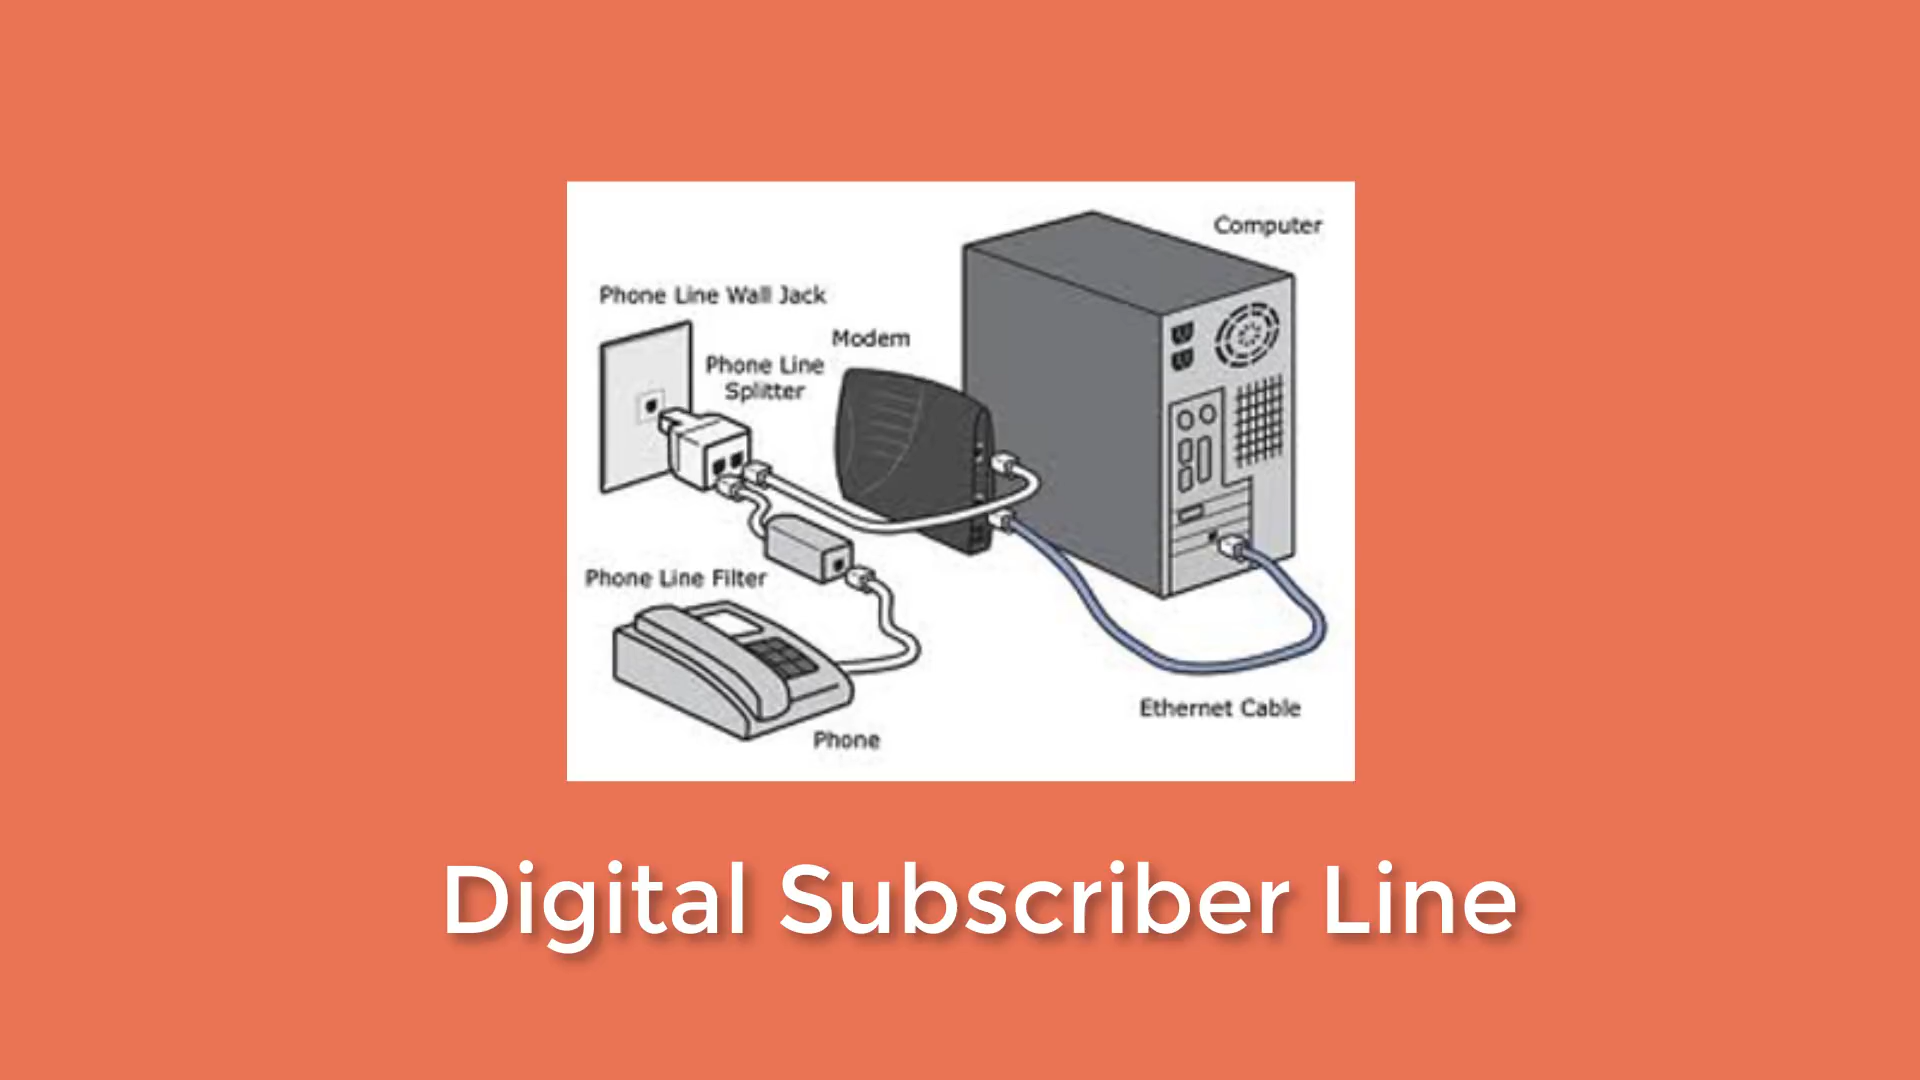 Computer
Phone Line Wall Jack
Modem
Phone Line
Splitter
Phone Line Filter
Ethernet Cable
Phone
Digital Subscriber Line